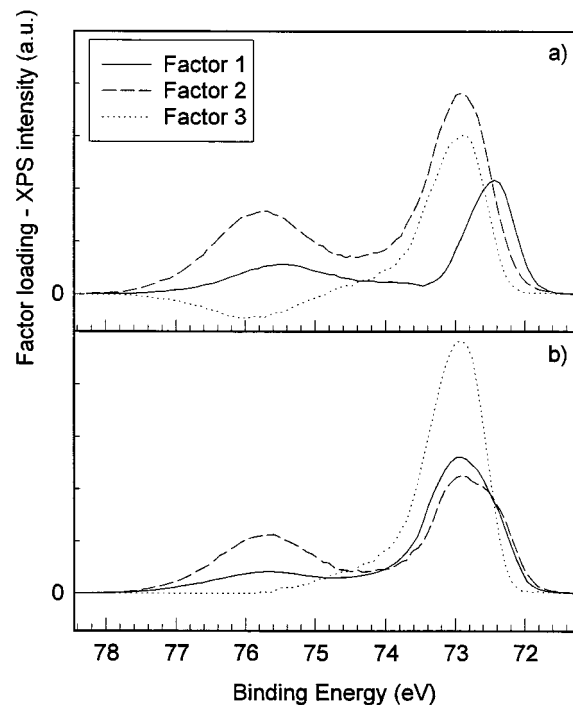 Factor loading - XPS intensity (a.u.)
a)
Factor 1
Factor 2
Factor 3
0
b)
0
78 77 76 75 74 73 72
Binding Energy (eV)